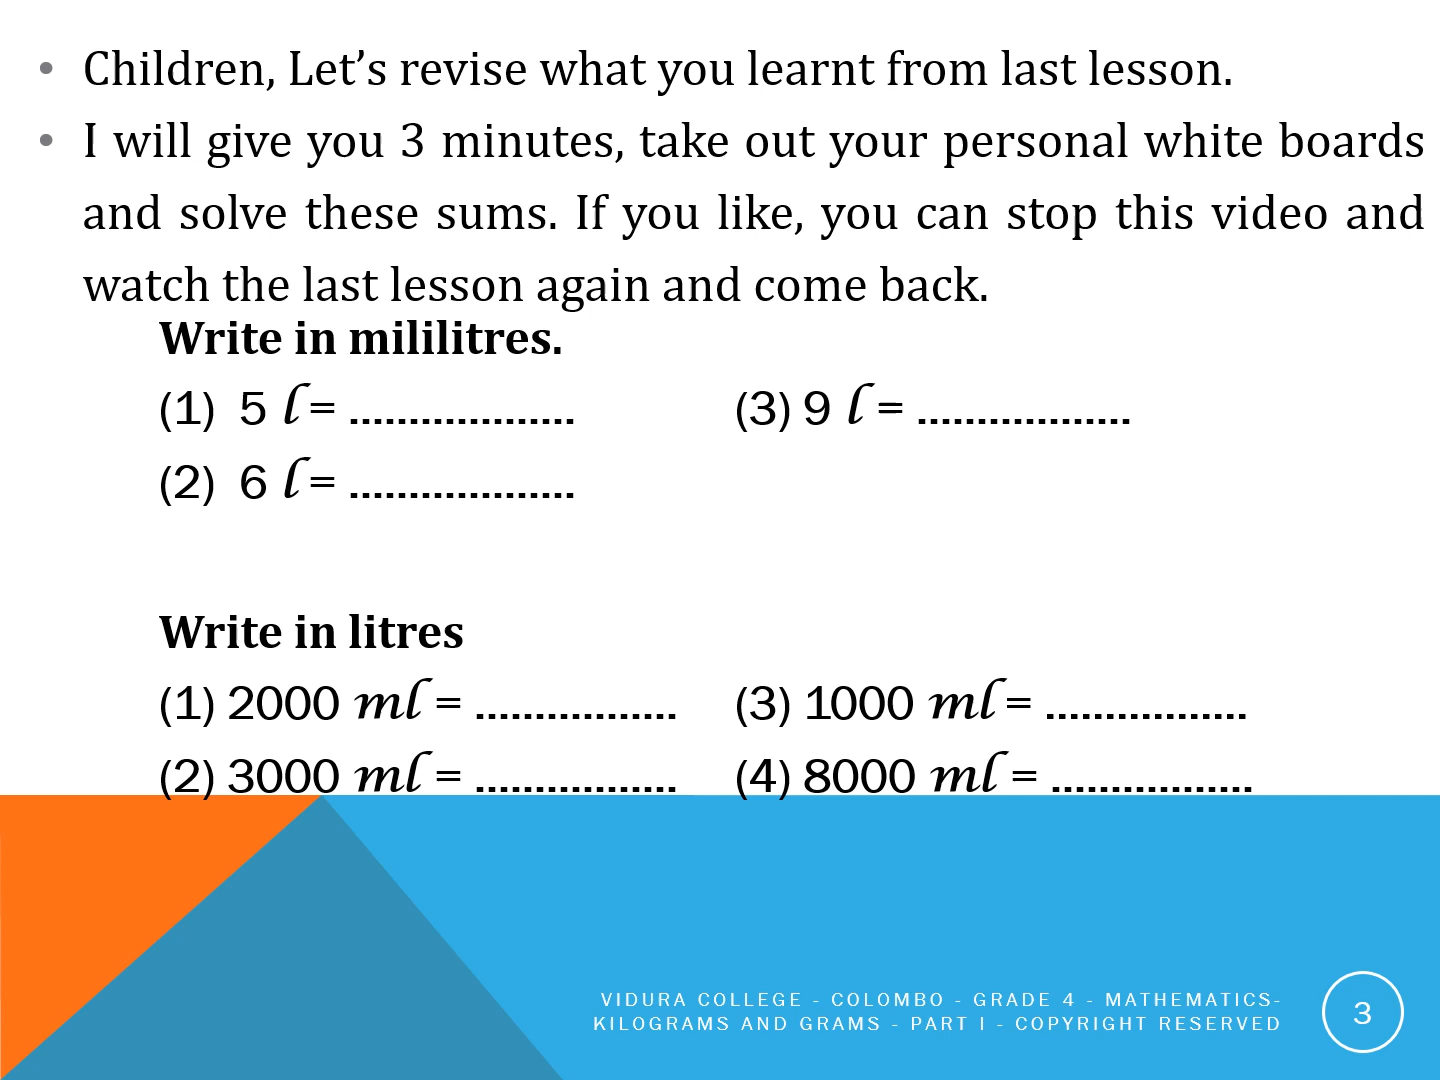 • Children, Let’s revise what you learnt from last lesson.
• I will give you 3 minutes, take out your personal white boards
and solve these sums. If you like, you can stop this video and
watch the last lesson again and come back.
Write in mililitres.
(1) 5 l = ................... (3) 9 l = ..................
(2) 6 l = ...................
Write in litres
(1) 2000 ml = ................. (3) 1000 ml = .................
(2) 3000 ml = ................. (4) 8000 ml = .................
VIDURA COLLEGE - COLOMBO - GRADE 4 - MATHEMATICS-
KILOGRAMS AND GRAMS - PART I - COPYRIGHT RESERVED
3